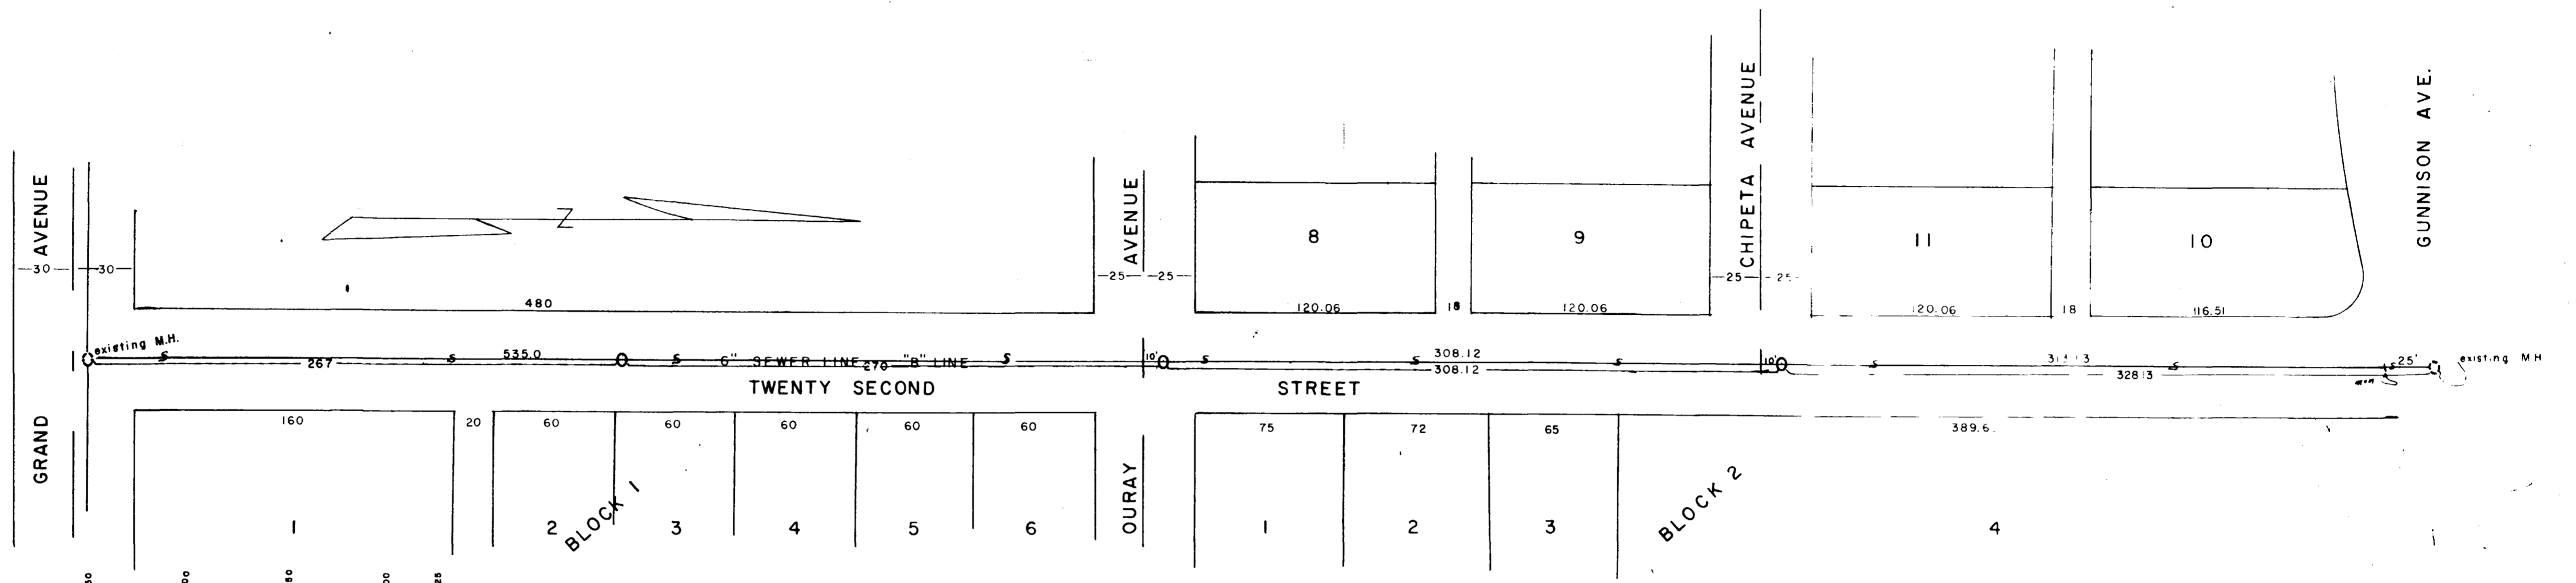 GRAND AVENUE
OURAY AVENUE
CHIPETA AVENUE
GUNNISON AVE.
Z
8
9
11
10
30
30
25
25
25
25
480
120.06
18
120.06
120.06
18
116.51
existing M.H.
S
S
535.0
S
6" SEWER LINE "B" LINE
S
10'
S
S
308.12
S
10'
S
S
S
25'
existing M H
267
270
308.12
TWENTY SECOND STREET
160
20
60
60
60
60
60
75
72
65
389.6
BLOCK 1
BLOCK 2
1
2
3
4
5
6
1
2
3
4